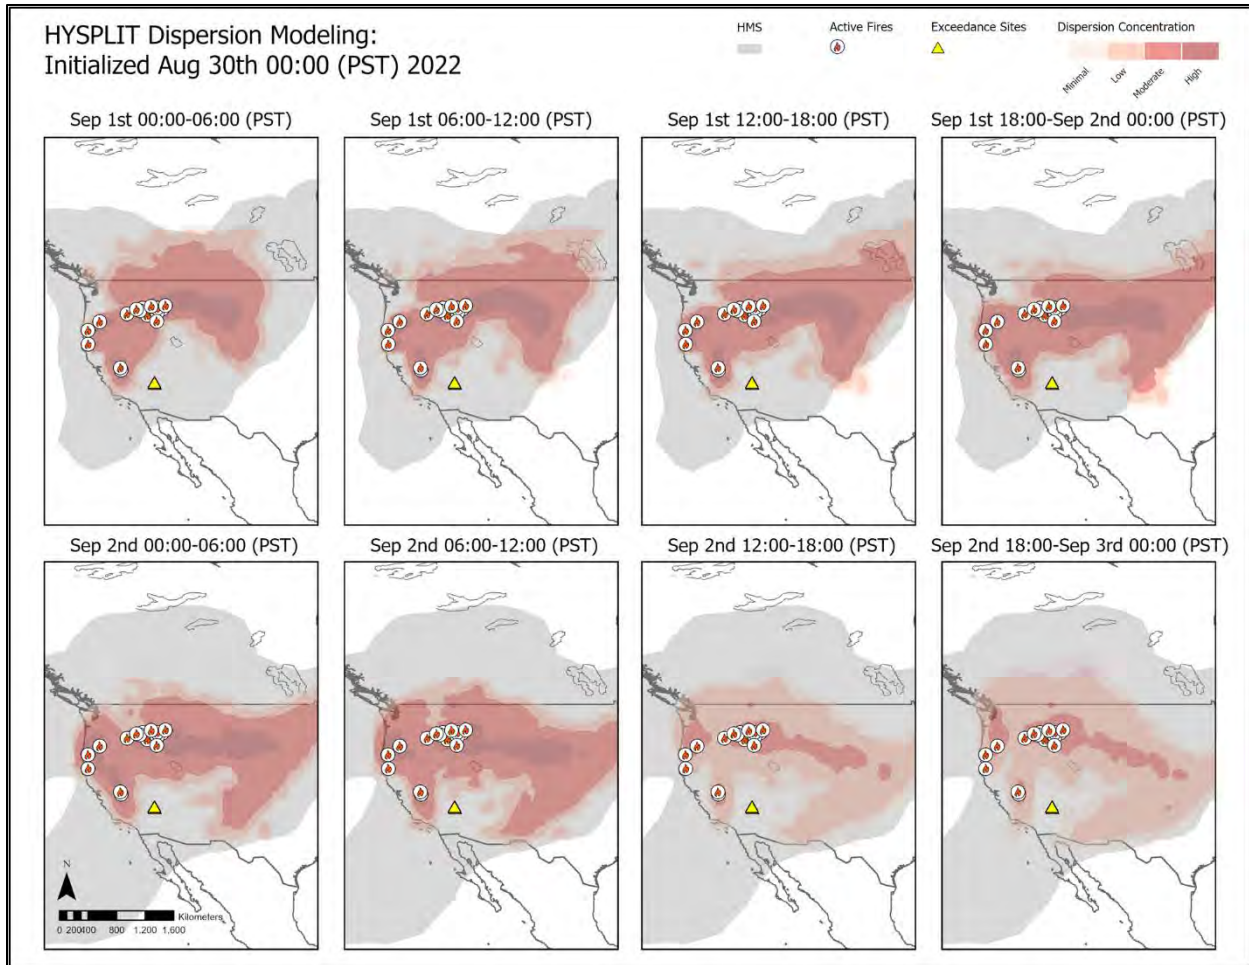 HYSPLIT Dispersion Modeling:
Initialized Aug 30th 00:00 (PST) 2022
HMS
Active Fires
Exceedance Sites
Dispersion Concentration
Minimal
Low
Moderate
High
Sep 1st 00:00-06:00 (PST)
Sep 1st 06:00-12:00 (PST)
Sep 1st 12:00-18:00 (PST)
Sep 1st 18:00-Sep 2nd 00:00 (PST)
Sep 2nd 00:00-06:00 (PST)
Sep 2nd 06:00-12:00 (PST)
Sep 2nd 12:00-18:00 (PST)
Sep 2nd 18:00-Sep 3rd 00:00 (PST)
N
Kilometers
0 200400 800 1,200 1,600